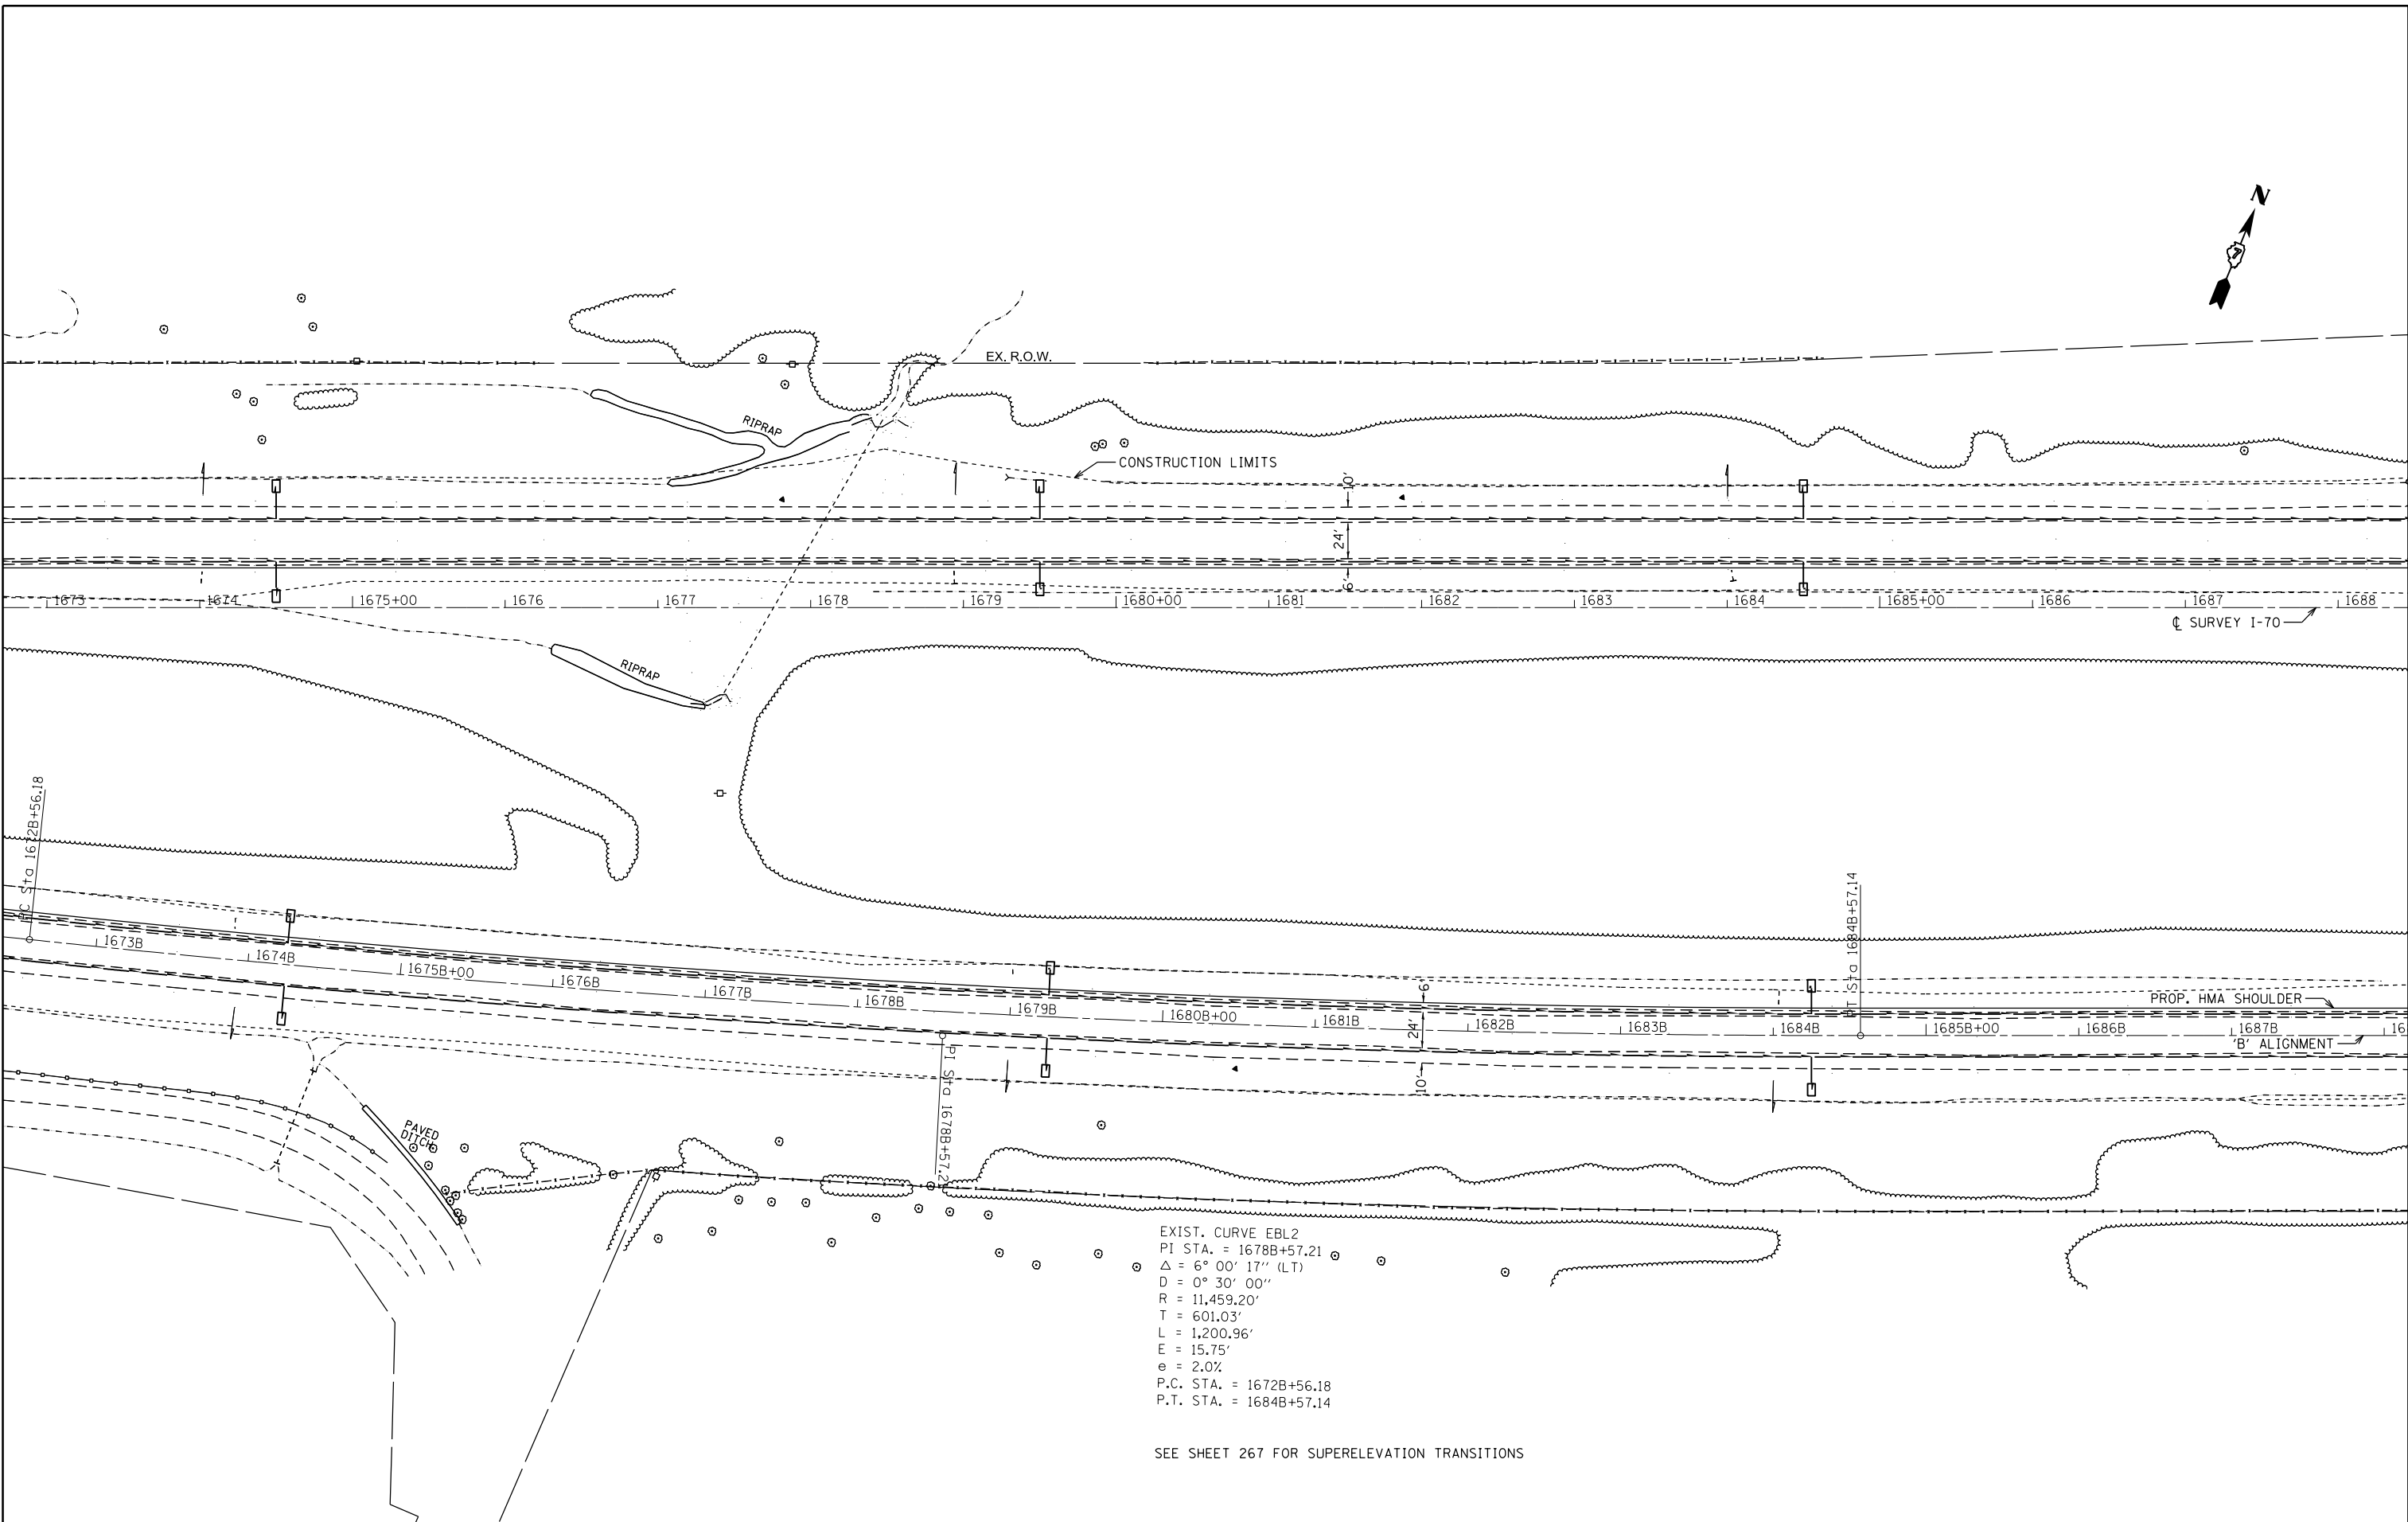 N
7
EX. R.O.W.
RIPRAP
CONSTRUCTION LIMITS
10'
24'
6'
1673 1674 1675+00 1676 1677 1678 1679 1680+00 1681 1682 1683 1684 1685+00 1686 1687 1688
℄ SURVEY I-70
RIPRAP
PC Sta 1672B+56.18
PT Sta 1684B+57.14
1673B 1674B 1675B+00 1676B 1677B 1678B 1679B 1680B+00 1681B 1682B 1683B 1684B 1685B+00 1686B 1687B 16
6'
24'
10'
PROP. HMA SHOULDER
'B' ALIGNMENT
PI Sta 1678B+57.2
PAVED
DITCH
EXIST. CURVE EBL2
PI STA. = 1678B+57.21
△ = 6° 00' 17'' (LT)
D = 0° 30' 00''
R = 11,459.20'
T = 601.03'
L = 1,200.96'
E = 15.75'
e = 2.0%
P.C. STA. = 1672B+56.18
P.T. STA. = 1684B+57.14
SEE SHEET 267 FOR SUPERELEVATION TRANSITIONS